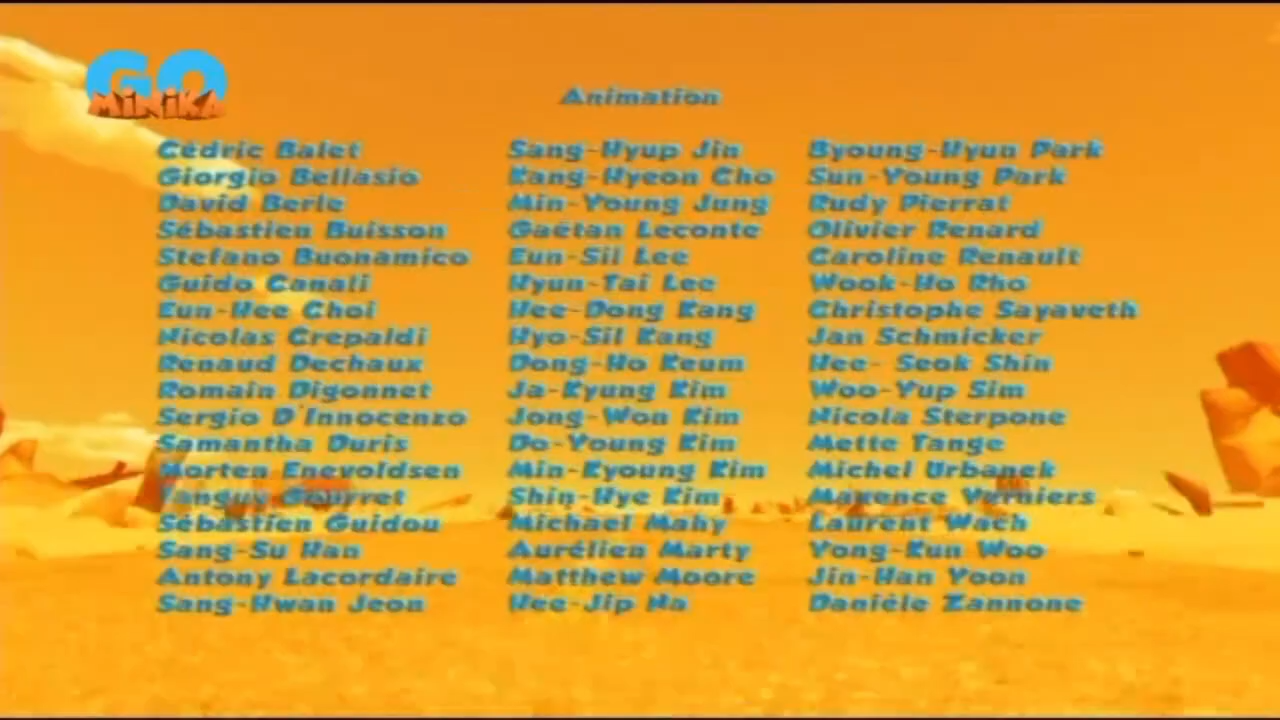 GO
MiNiKA
Animation
Cédric Balet
Giorgio Bellasio
David Berle
Sébastien Buisson
Stefano Buonamico
Guido Canali
Eun-Hee Choi
Nicolas Crepaldi
Renaud Dechaux
Romain Digonnet
Sergio D'Innocenzo
Samantha Duris
Morten Enevoldsen
Tanguy Gourret
Sébastien Guidou
Sang-Su Han
Antony Lacordaire
Sang-Hwan Jeon
Sang-Hyup Jin
Kang-Hyeon Cho
Min-Young Jung
Gaétan Leconte
Eun-Sil Lee
Hyun-Tai Lee
Hee-Dong Kang
Hyo-Sil Kang
Dong-Ho Keum
Ja-Kyung Kim
Jong-Won Kim
Do-Young Kim
Min-Kyoung Kim
Shin-Hye Kim
Michael Mahy
Aurélien Marty
Matthew Moore
Hee-Jip Na
Byoung-Hyun Park
Sun-Young Park
Rudy Pierrat
Olivier Renard
Caroline Renault
Wook-Ho Rho
Christophe Sayaveth
Jan Schmicker
Hee- Seok Shin
Woo-Yup Sim
Nicola Sterpone
Mette Tange
Michel Urbanek
Maxence Verniers
Laurent Wach
Yong-Kun Woo
Jin-Han Yoon
Danièle Zannone